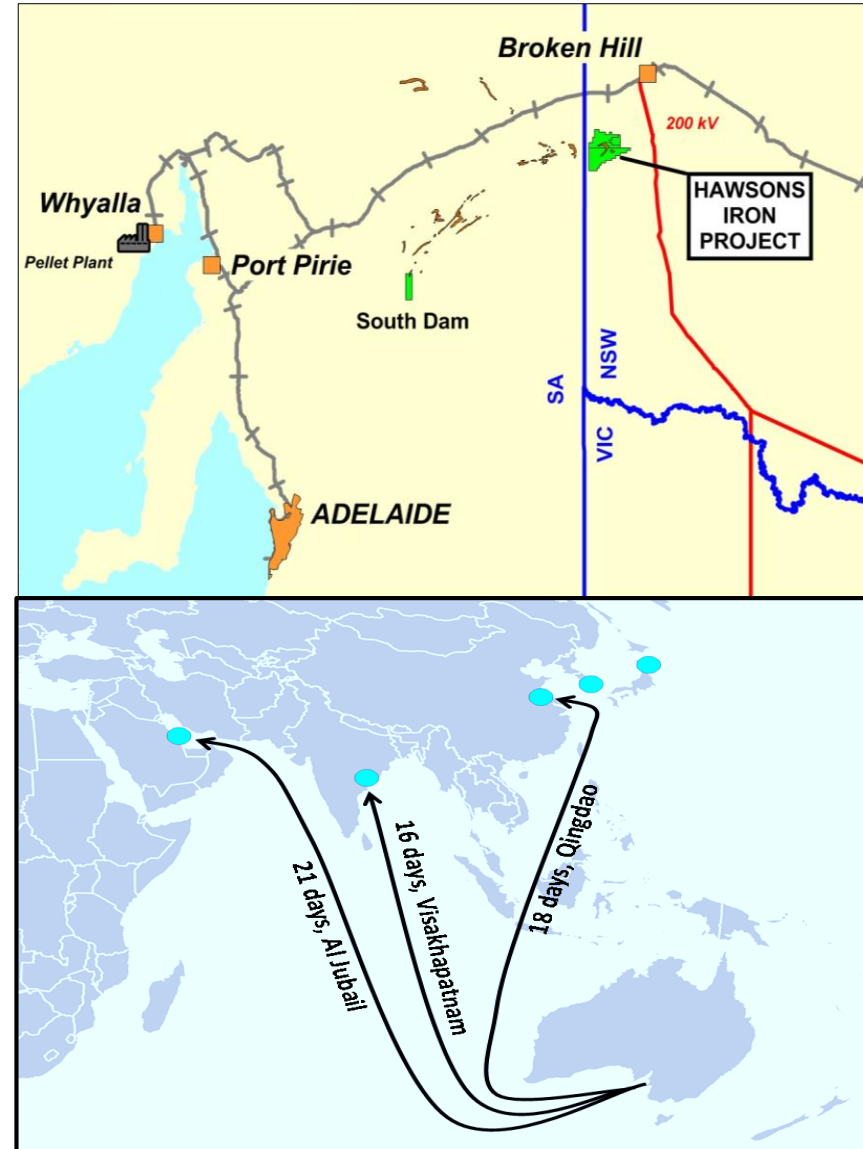 Broken Hill
200 kV
HAWSONS
IRON
PROJECT
Whyalla
Pellet Plant
Port Pirie
South Dam
SA
NSW
VIC
ADELAIDE
21 days, Al Jubail
16 days, Visakhapatnam
18 days, Qingdao